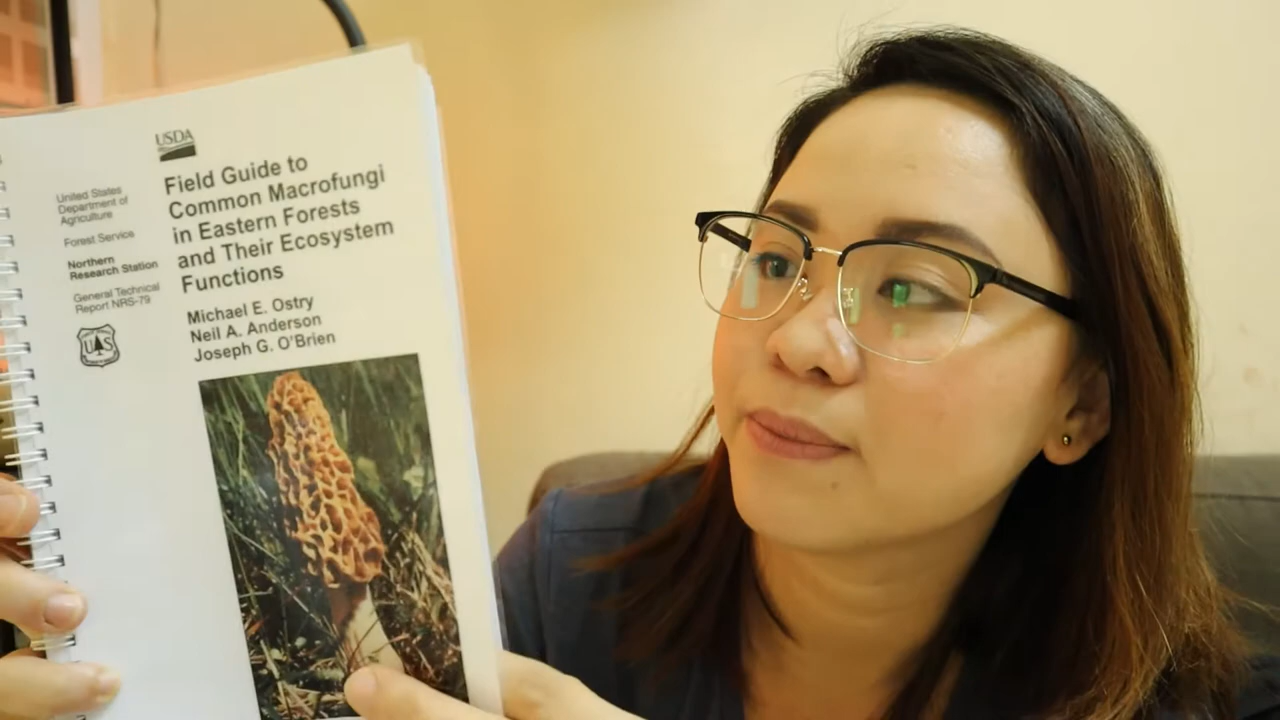 USDA
United States
Department of
Agriculture
Forest Service
Northern
Research Station
General Technical
Report NRS-79
Field Guide to
Common Macrofungi
in Eastern Forests
and Their Ecosystem
Functions
Michael E. Ostry
Neil A. Anderson
Joseph G. O'Brien
U S